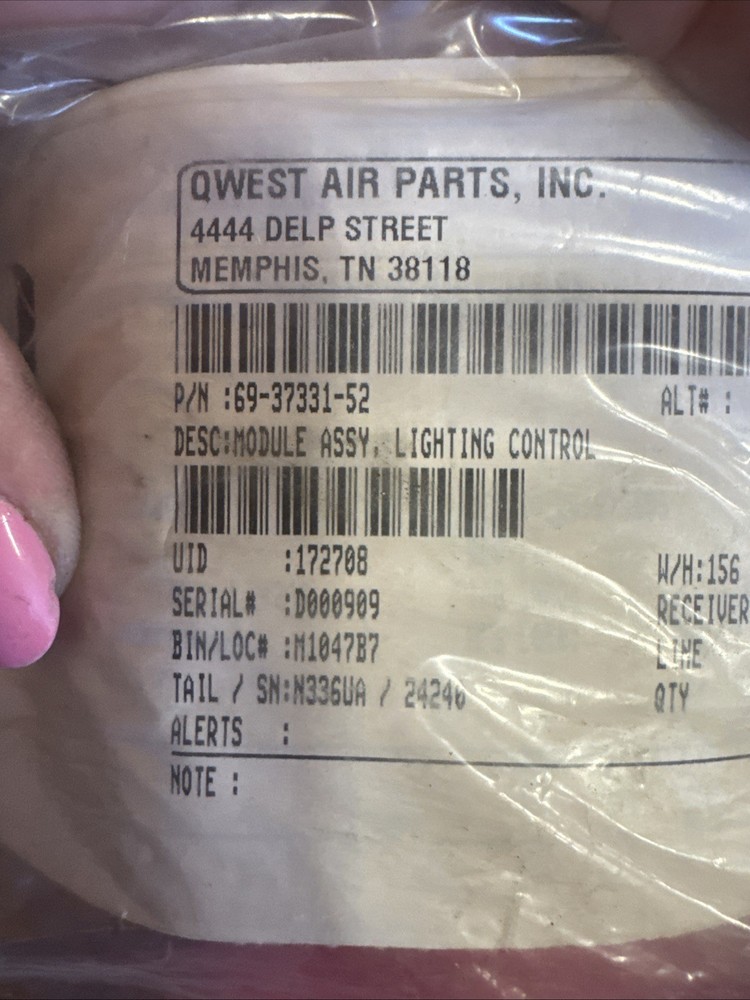 QWEST AIR PARTS, INC.
4444 DELP STREET
MEMPHIS, TN 38118
P/N :69-37331-52 ALT# :
DESC:MODULE ASSY, LIGHTING CONTROL
UID :172708 W/H:156
SERIAL# :D000909 RECEIVER
BIN/LOC# :M1047B7 LINE
TAIL / SN:N336UA / 24240 QTY
ALERTS :
NOTE :